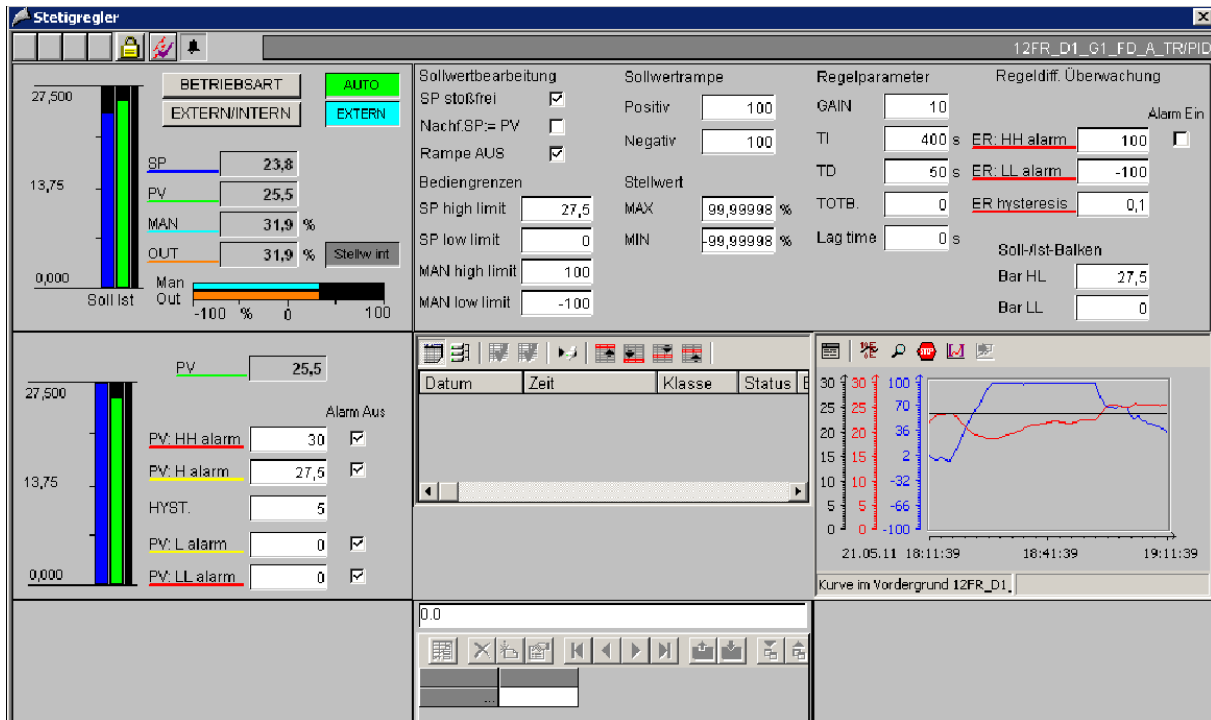 Stetigregler
12FR_D1_G1_FD_A_TR/PID
27,500
13,75
0,000
Soll Ist
BETRIEBSART
AUTO
EXTERN/INTERN
EXTERN
SP 23,8
PV 25,5
MAN 31,9 %
OUT 31,9 % Stellw int
Man
Out
-100 % 0 100
Sollwertbearbeitung
SP stoßfrei
Nachf.SP:= PV
Rampe AUS
Bediengrenzen
SP high limit 27,5
SP low limit 0
MAN high limit 100
MAN low limit -100
Sollwertrampe
Positiv 100
Negativ 100
Stellwert
MAX 99,99998 %
MIN -99,99998 %
Regelparameter
GAIN 10
TI 400 s
TD 50 s
TOTB. 0
Lag time 0 s
Regeldiff. Überwachung
Alarm Ein
ER: HH alarm 100
ER: LL alarm -100
ER hysteresis 0,1
Soll-/Ist-Balken
Bar HL 27,5
Bar LL 0
PV 25,5
27,500
13,75
0,000
Alarm Aus
PV: HH alarm 30
PV: H alarm 27,5
HYST. 5
PV: L alarm 0
PV: LL alarm 0
Datum Zeit Klasse Status
30 30 100
25 25 70
20 20 36
15 15 2
10 10 -32
5 5 -66
0 0 -100
21.05.11 18:11:39 18:41:39 19:11:39
Kurve im Vordergrund 12FR_D1_
0.0
...